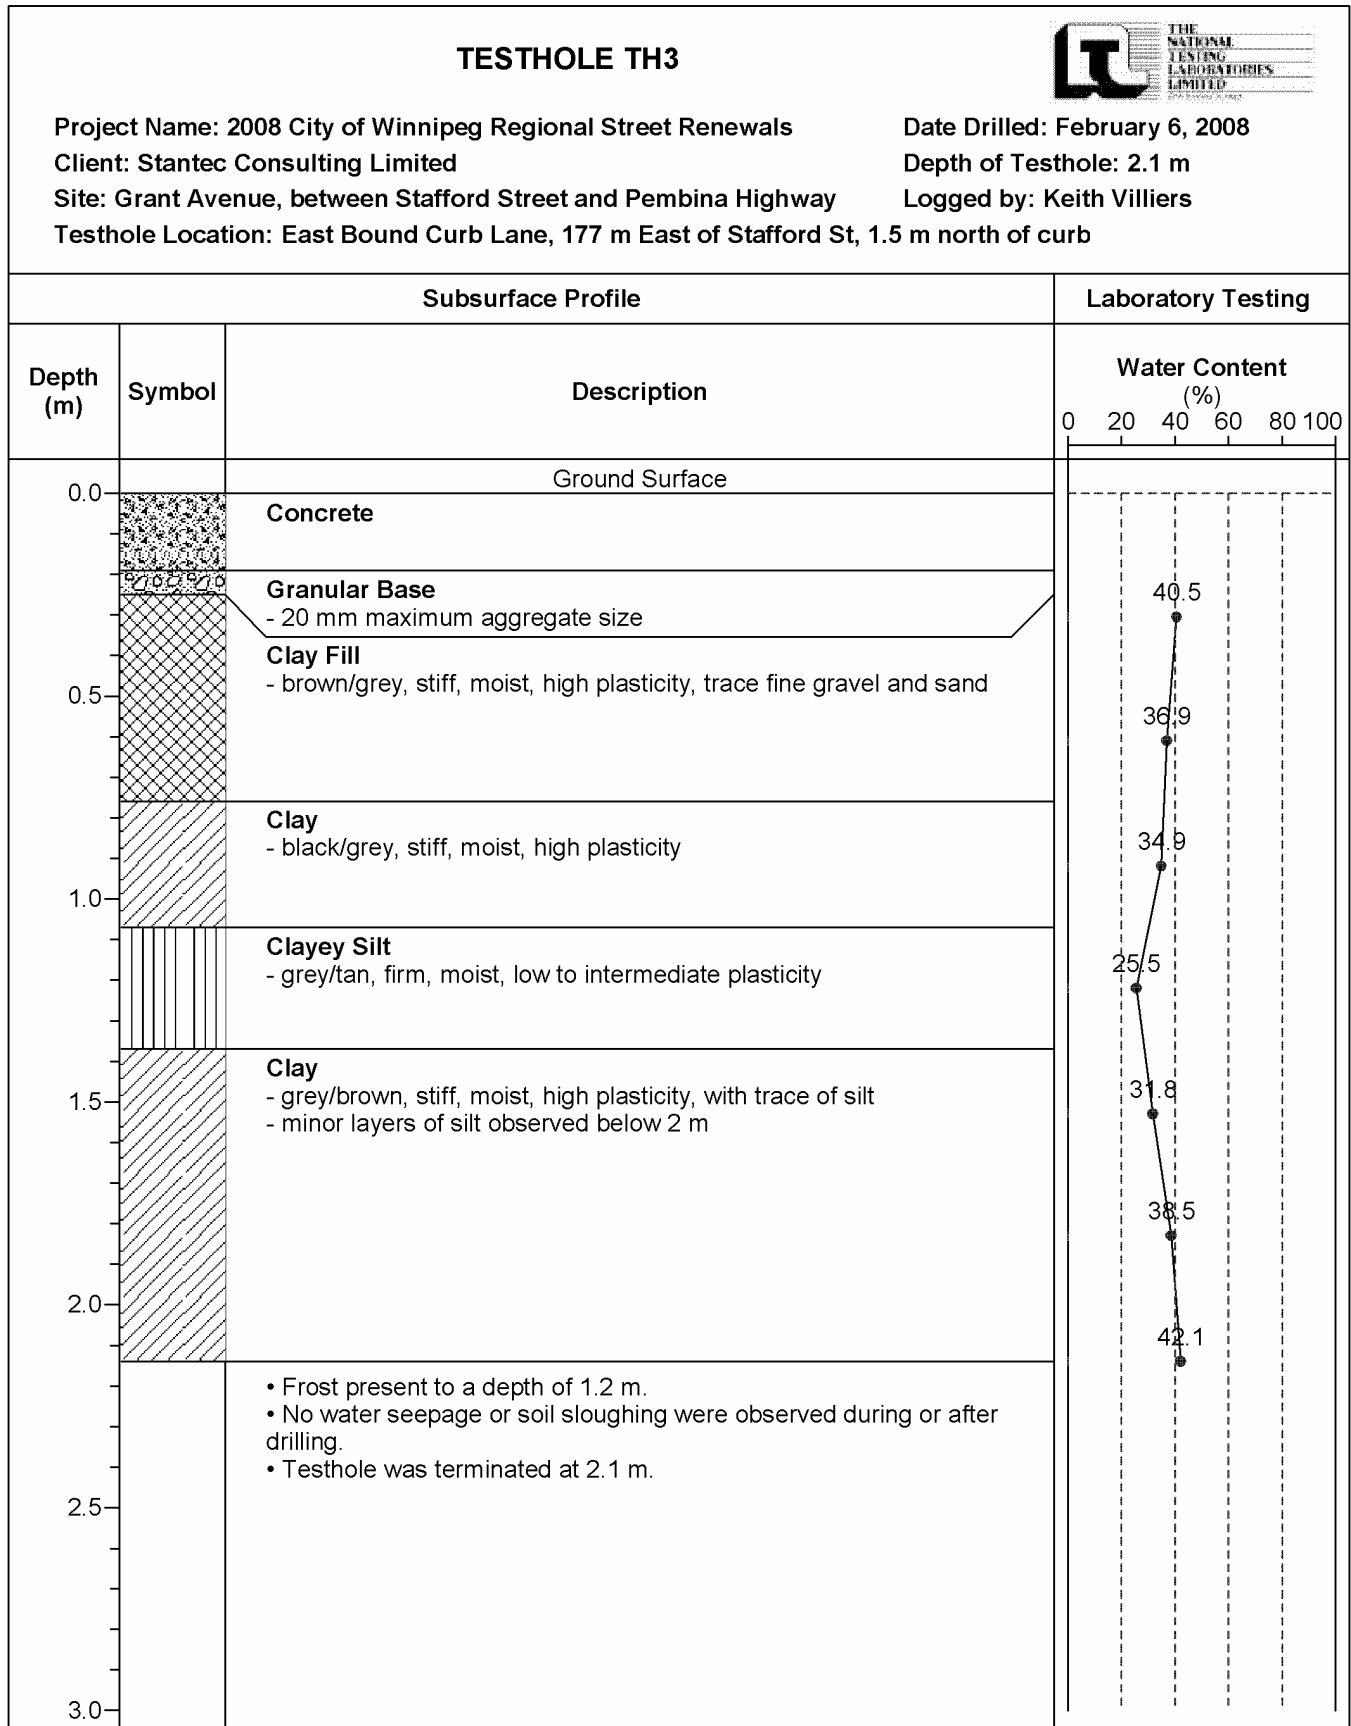 TESTHOLE TH3
THE
NATIONAL
TESTING
LABORATORIES
LIMITED
Project Name: 2008 City of Winnipeg Regional Street Renewals
Date Drilled: February 6, 2008
Client: Stantec Consulting Limited
Depth of Testhole: 2.1 m
Site: Grant Avenue, between Stafford Street and Pembina Highway
Logged by: Keith Villiers
Testhole Location: East Bound Curb Lane, 177 m East of Stafford St, 1.5 m north of curb
Subsurface Profile
Laboratory Testing
Depth
(m)
Symbol
Description
Water Content
(%)
0 20 40 60 80 100
Ground Surface
0.0
Concrete
Granular Base
- 20 mm maximum aggregate size
40.5
Clay Fill
- brown/grey, stiff, moist, high plasticity, trace fine gravel and sand
0.5
36.9
Clay
- black/grey, stiff, moist, high plasticity
34.9
1.0
Clayey Silt
- grey/tan, firm, moist, low to intermediate plasticity
25.5
Clay
- grey/brown, stiff, moist, high plasticity, with trace of silt
- minor layers of silt observed below 2 m
1.5
31.8
38.5
2.0
42.1
• Frost present to a depth of 1.2 m.
• No water seepage or soil sloughing were observed during or after
drilling.
• Testhole was terminated at 2.1 m.
2.5
3.0